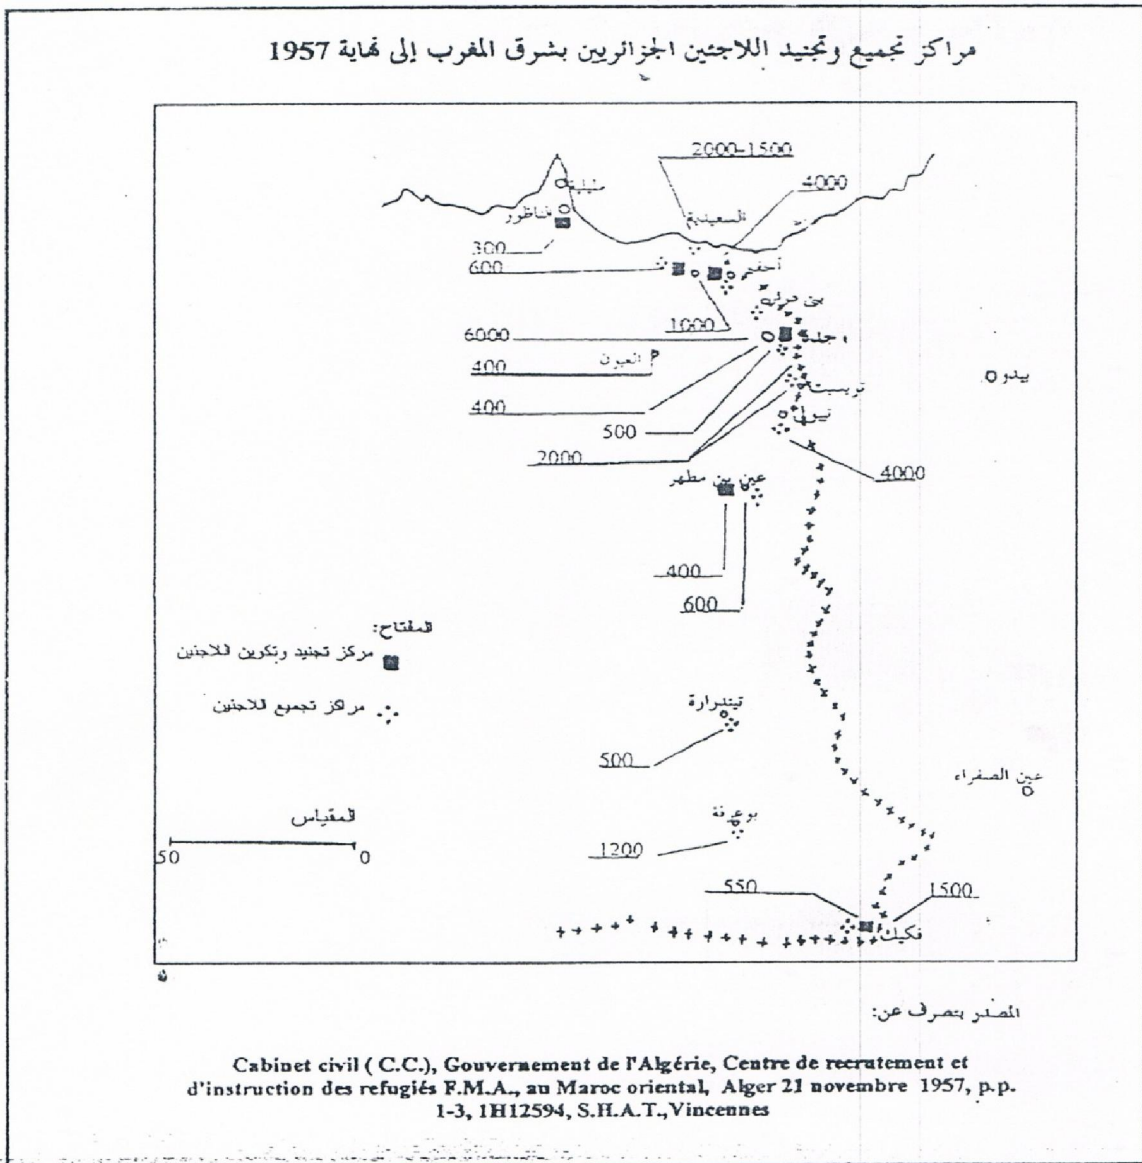 مراكز تجميع وتجنيد اللاجئين الجزائريين بشرق المغرب إلى نهاية 1957
2000-1500
4000
مليلية
السعيدية
ناظور
300
600
أحفير
1000
6000
وجدة
العيون
400
بيدو
400
تويسيت
500
2000
4000
عين بن مطهر
400
600
المفتاح:
مركز تجنيد وتكوين اللاجئين
مراكز تجميع اللاجئين
تيندرارة
500
عين الصفراء
المقياس
بوعرفة
50
0
1200
550
1500
فكيك
المصدر بتصرف عن:
Cabinet civil ( C.C.), Gouvernement de l'Algérie, Centre de recrutement et
d'instruction des refugiés F.M.A., au Maroc oriental, Alger 21 novembre 1957, p.p.
1-3, 1H12594, S.H.A.T.,Vincennes